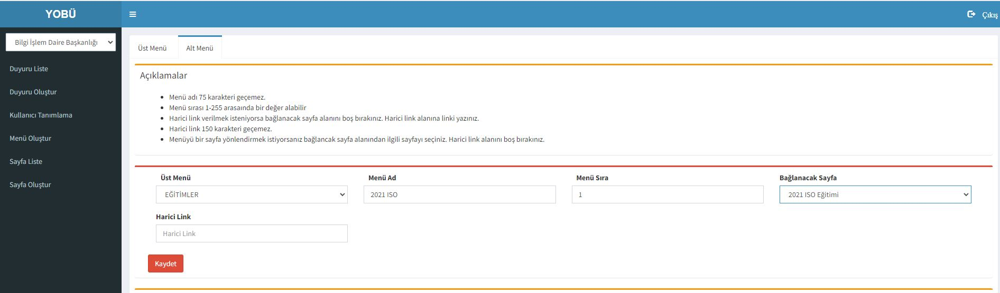 YOBÜ
Çıkış
Bilgi İşlem Daire Başkanlığı
Duyuru Liste
Duyuru Oluştur
Kullanıcı Tanımlama
Menü Oluştur
Sayfa Liste
Sayfa Oluştur
Üst Menü
Alt Menü
Açıklamalar
Menü adı 75 karakteri geçemez.
Menü sırası 1-255 arasaında bir değer alabilir
Harici link verilmek isteniyorsa bağlanacak sayfa alanını boş bırakınız. Harici link alanına linki yazınız.
Harici link 150 karakteri geçemez.
Menüyü bir sayfa yönlendirmek istiyorsanız bağlancak sayfa alanından ilgili sayfayı seçiniz. Harici link alanını boş bırakınız.
Üst Menü
EĞİTİMLER
Menü Ad
2021 ISO
Menü Sıra
1
Bağlanacak Sayfa
2021 ISO Eğitimi
Harici Link
Harici Link
Kaydet